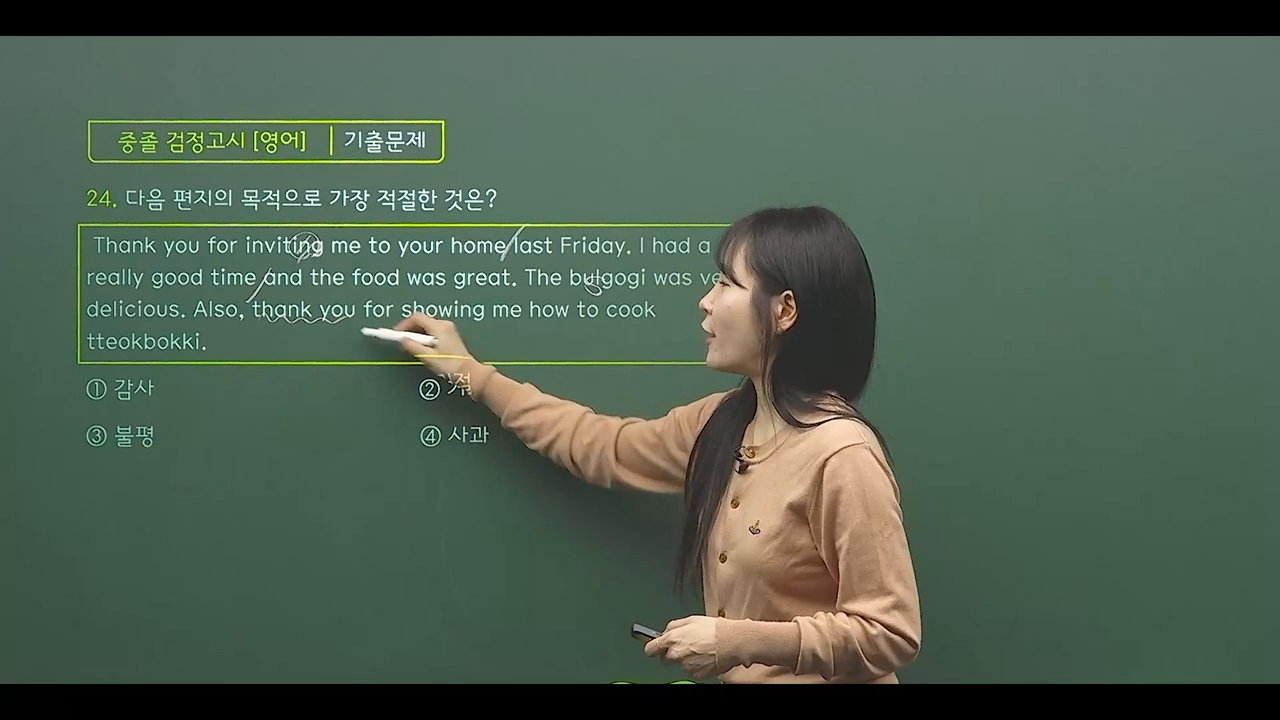 중졸 검정고시 [영어] | 기출문제
24. 다음 편지의 목적으로 가장 적절한 것은?
Thank you for inviting me to your home last Friday. I had a
really good time and the food was great. The bulgogi was
delicious. Also, thank you for showing me how to cook
tteokbokki.
① 감사 ②
③ 불평 ④ 사과